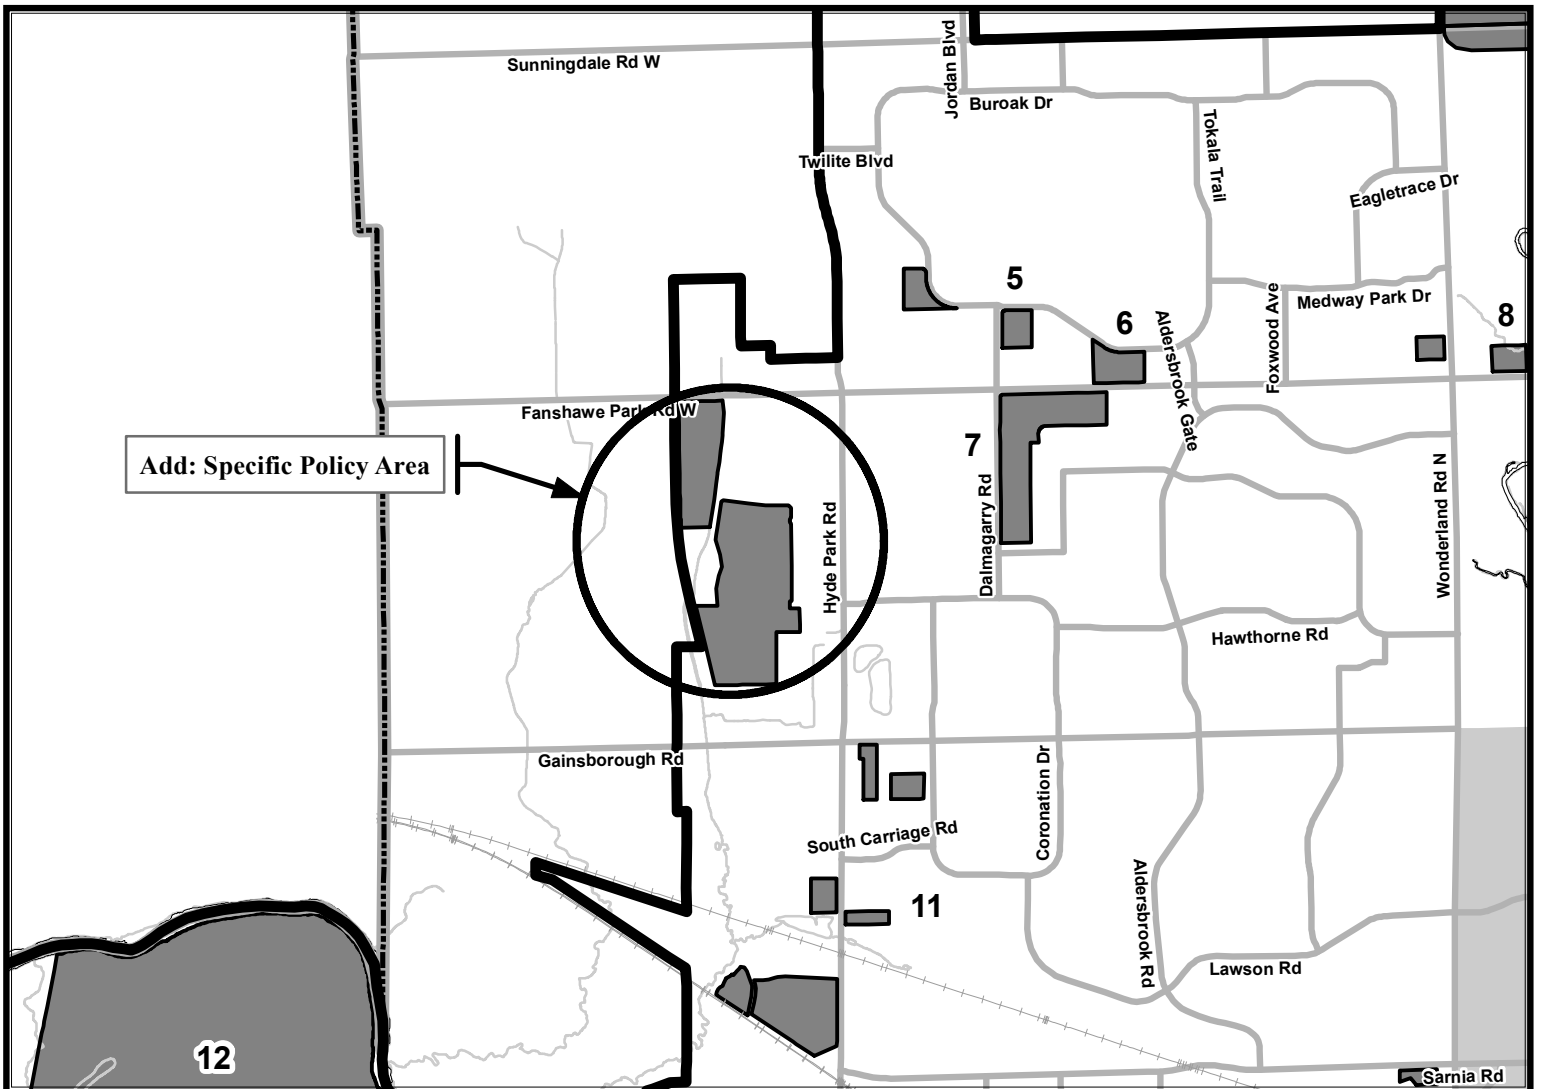 Sunningdale Rd W
Jordan Blvd
Buroak Dr
Tokala Trail
Twilite Blvd
Eagletrace Dr
5
6
Aldersbrook Gate
Foxwood Ave
Medway Park Dr
8
Fanshawe Park Rd W
Add: Specific Policy Area
7
Dalmagarry Rd
Hyde Park Rd
Wonderland Rd N
Hawthorne Rd
Gainsborough Rd
Coronation Dr
South Carriage Rd
11
Aldersbrook Rd
Lawson Rd
12
Sarnia Rd